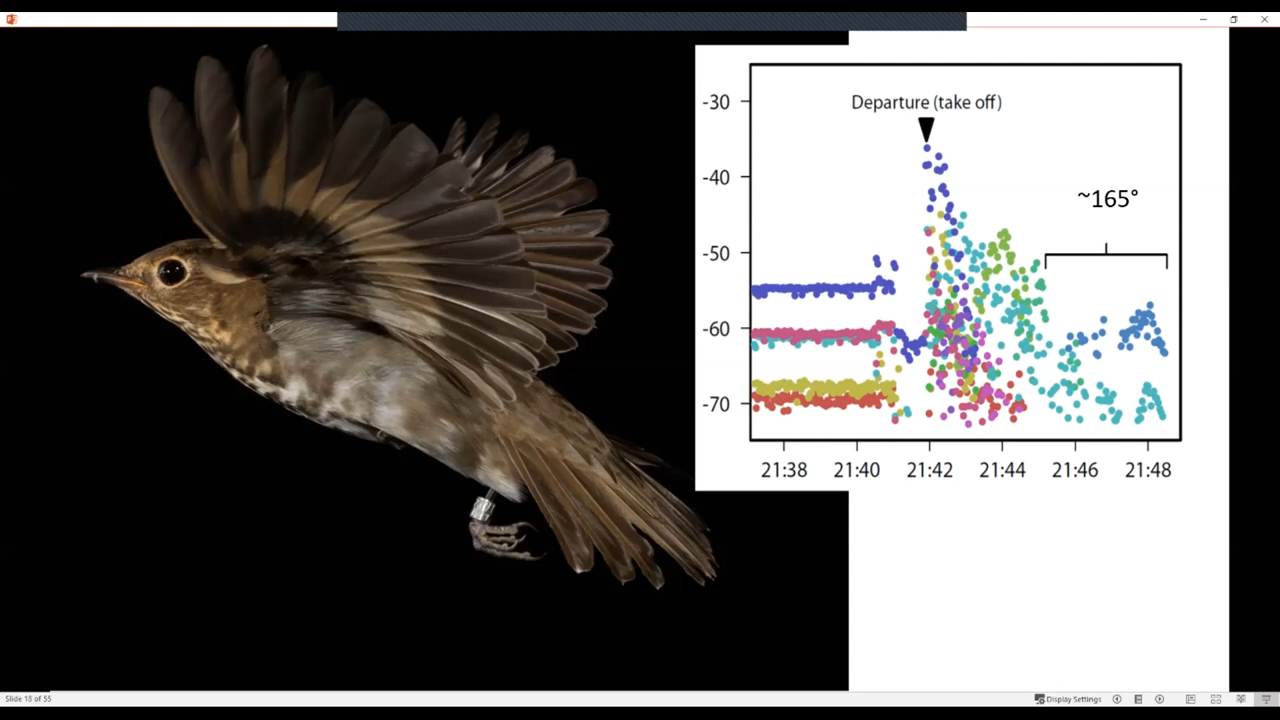 -30
Departure (take off)
-40
~165°
-50
-60
-70
21:38 21:40 21:42 21:44 21:46 21:48
Slide 18 of 55
Display Settings